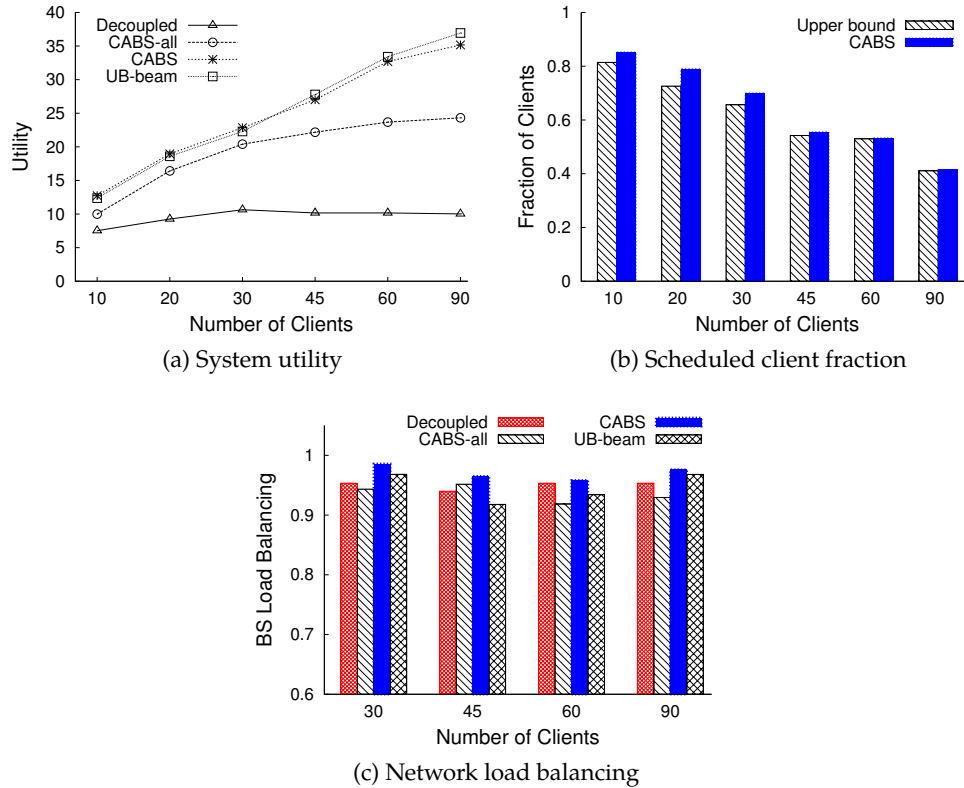 Decoupled
CABS-all
CABS
UB-beam
40
35
30
25
20
15
10
5
0
Utility
10 20 30 45 60 90
Number of Clients
(a) System utility
Upper bound
CABS
1
0.8
0.6
0.4
0.2
0
Fraction of Clients
10 20 30 45 60 90
Number of Clients
(b) Scheduled client fraction
Decoupled CABS
CABS-all UB-beam
1
0.9
0.8
0.7
0.6
BS Load Balancing
30 45 60 90
Number of Clients
(c) Network load balancing